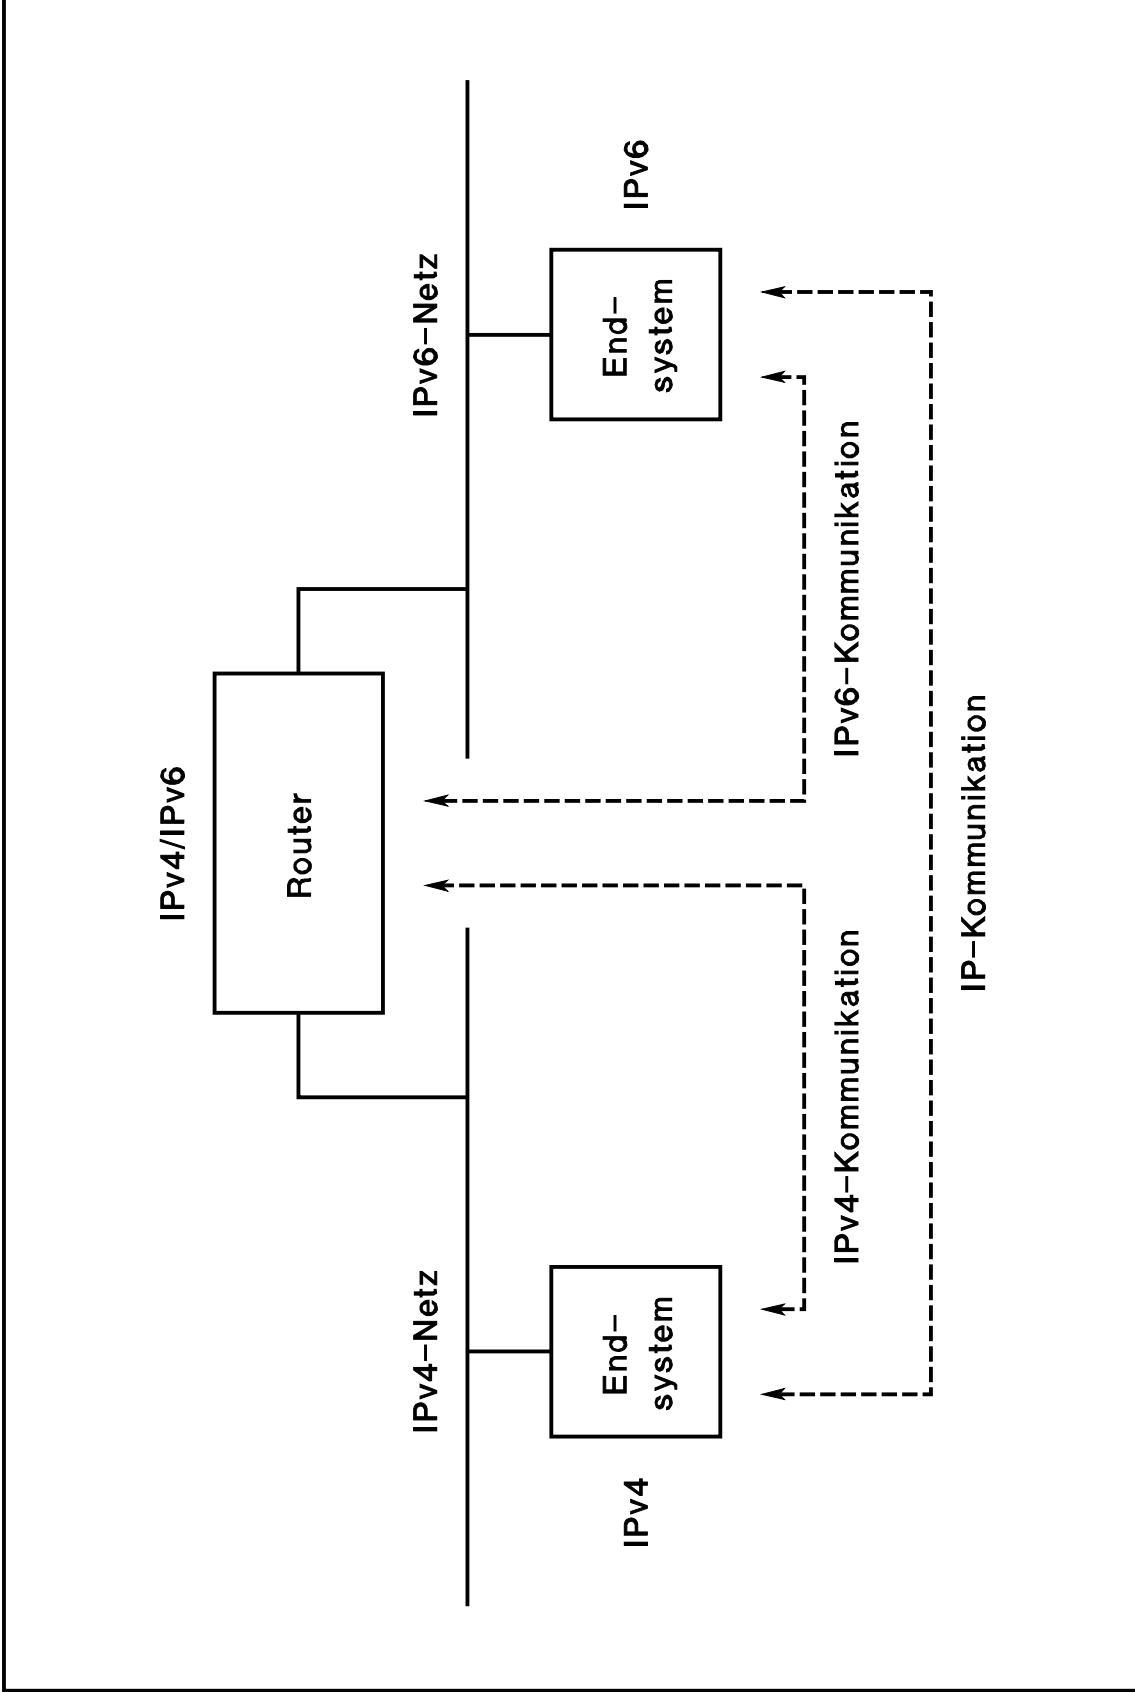 IPv4/IPv6
Router
IPv4–Netz
IPv6–Netz
IPv4
End–
system
End–
system
IPv6
IPv4–Kommunikation
IPv6–Kommunikation
IP–Kommunikation